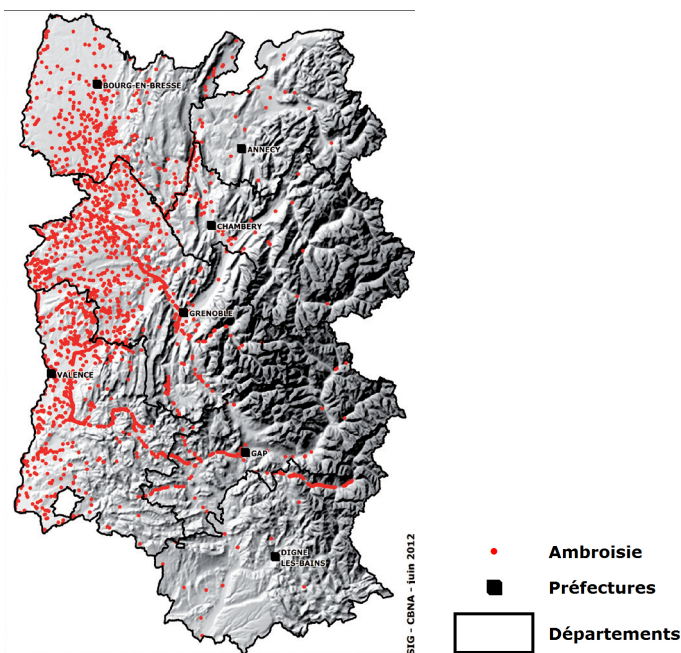 BOURG-EN-BRESSE
ANNECY
CHAMBERY
GRENOBLE
VALENCE
GAP
DIGNE
LES-BAINS
SIG - CBNA - juin 2012
Ambroisie
Préfectures
Départements